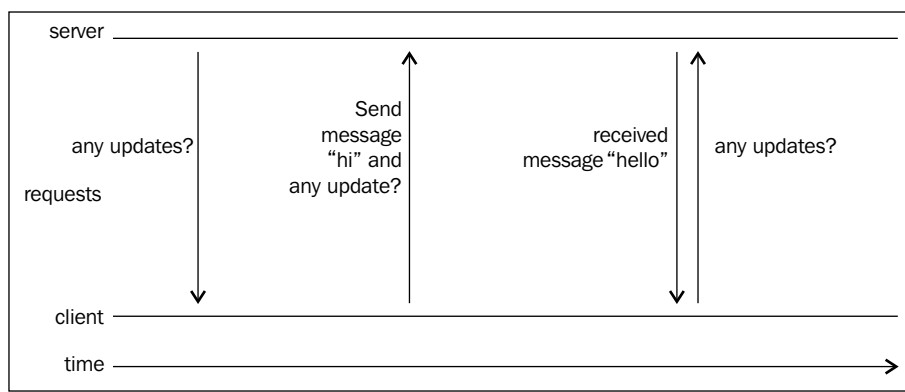 server
any updates?
Send
message
“hi” and
any update?
received
message “hello”
any updates?
requests
client
time